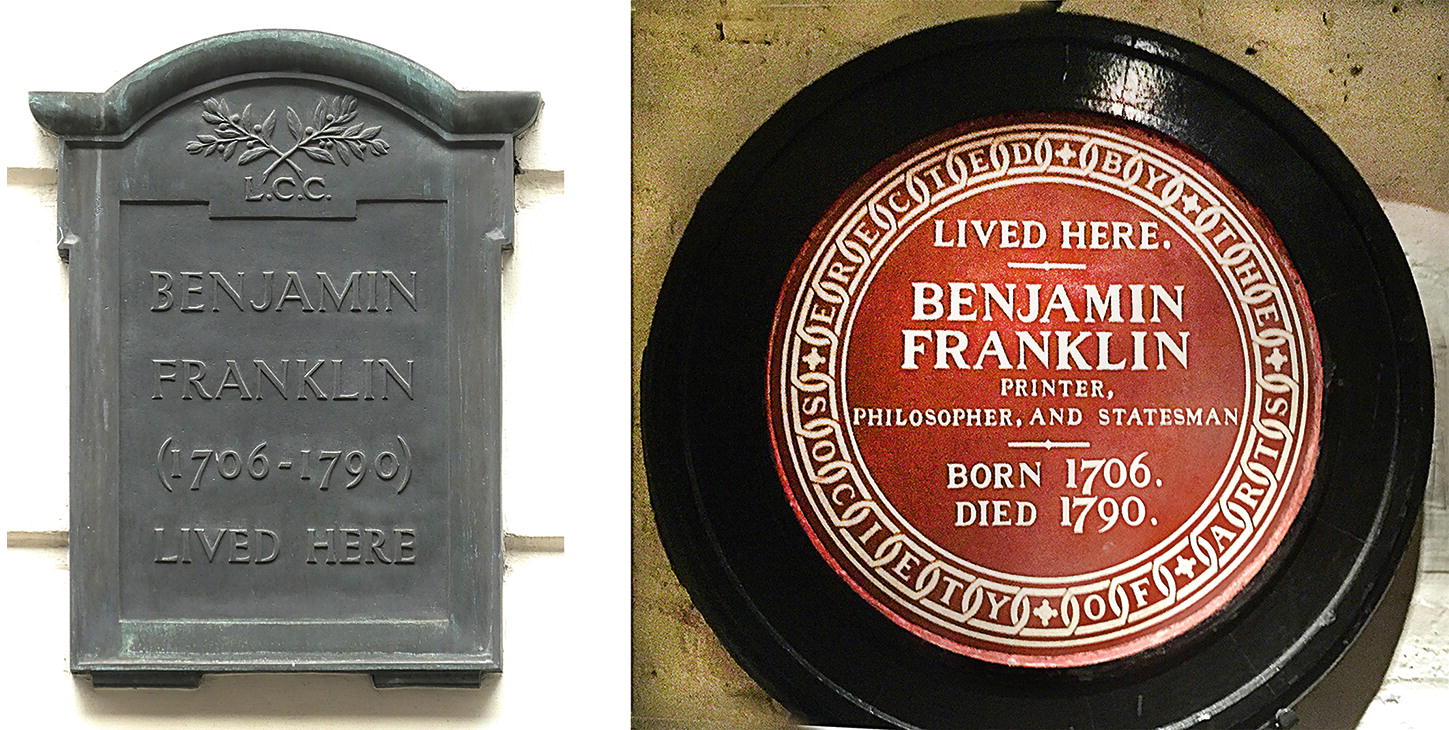 L.C.C.
BENJAMIN
FRANKLIN
(1706-1790)
LIVED HERE
ERECTED BY THE SOCIETY OF ARTS
LIVED HERE.
BENJAMIN
FRANKLIN
PRINTER,
PHILOSOPHER, AND STATESMAN
BORN 1706.
DIED 1790.